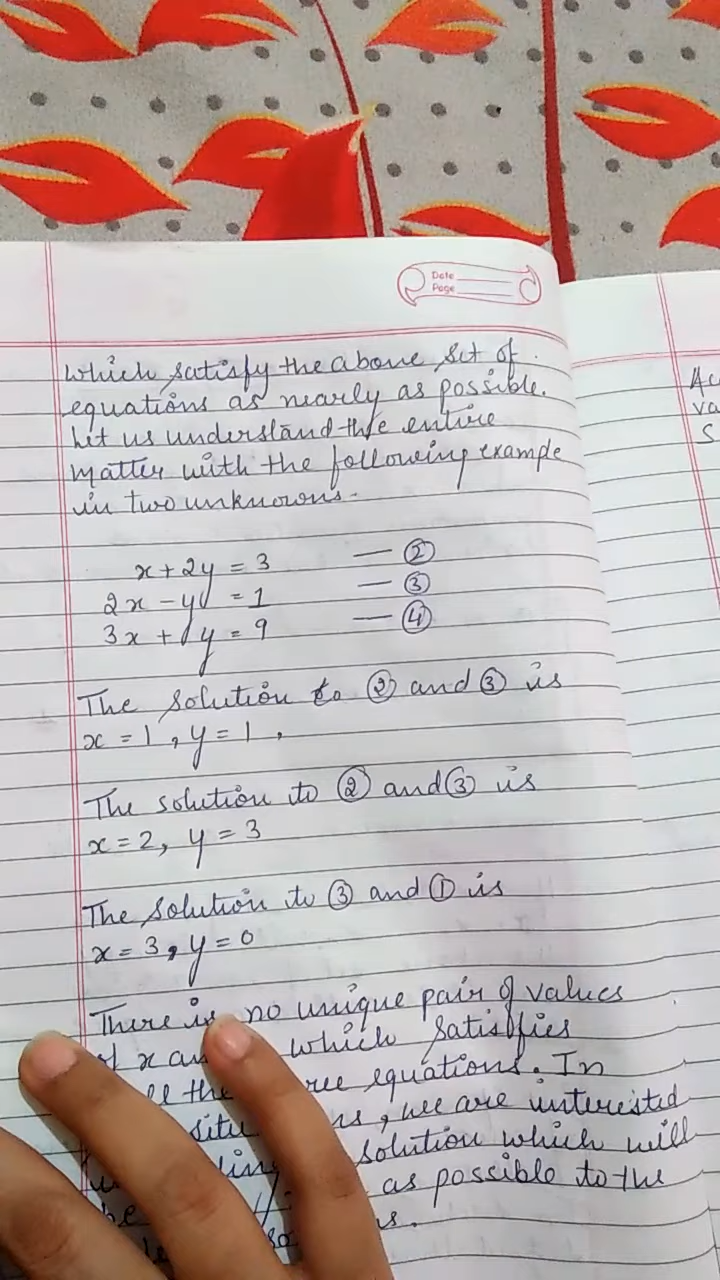 Date
Page
which satisfy the above set of
equations as nearly as possible.
Let us understand the entire
matter with the following example
in two unknowns.
x + 2y = 3 — ②
2x - y = 1 — ③
3x + y = 9 — ④
The solution to ② and ③ is
x = 1, y = 1,
The solution to ② and ③ is
x = 2, y = 3
The solution to ③ and ① is
x = 3, y = 0
There is no unique pair of values
x which satisfies
equations. In
, we are interested
solution which will
as possible to the